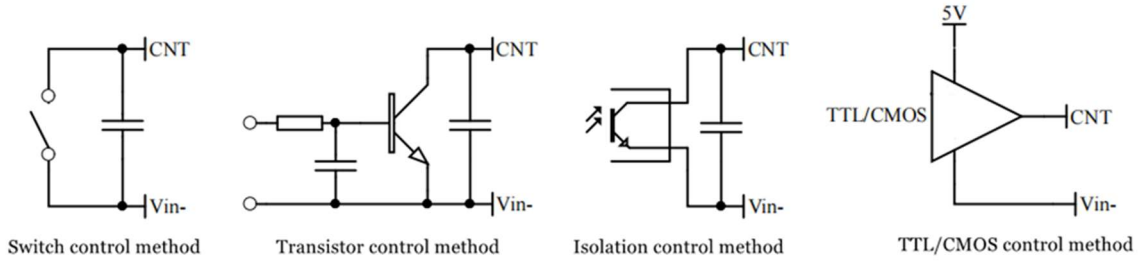 5V
CNT
CNT
CNT
TTL/CMOS
CNT
Vin-
Vin-
Vin-
Vin-
Switch control method
Transistor control method
Isolation control method
TTL/CMOS control method